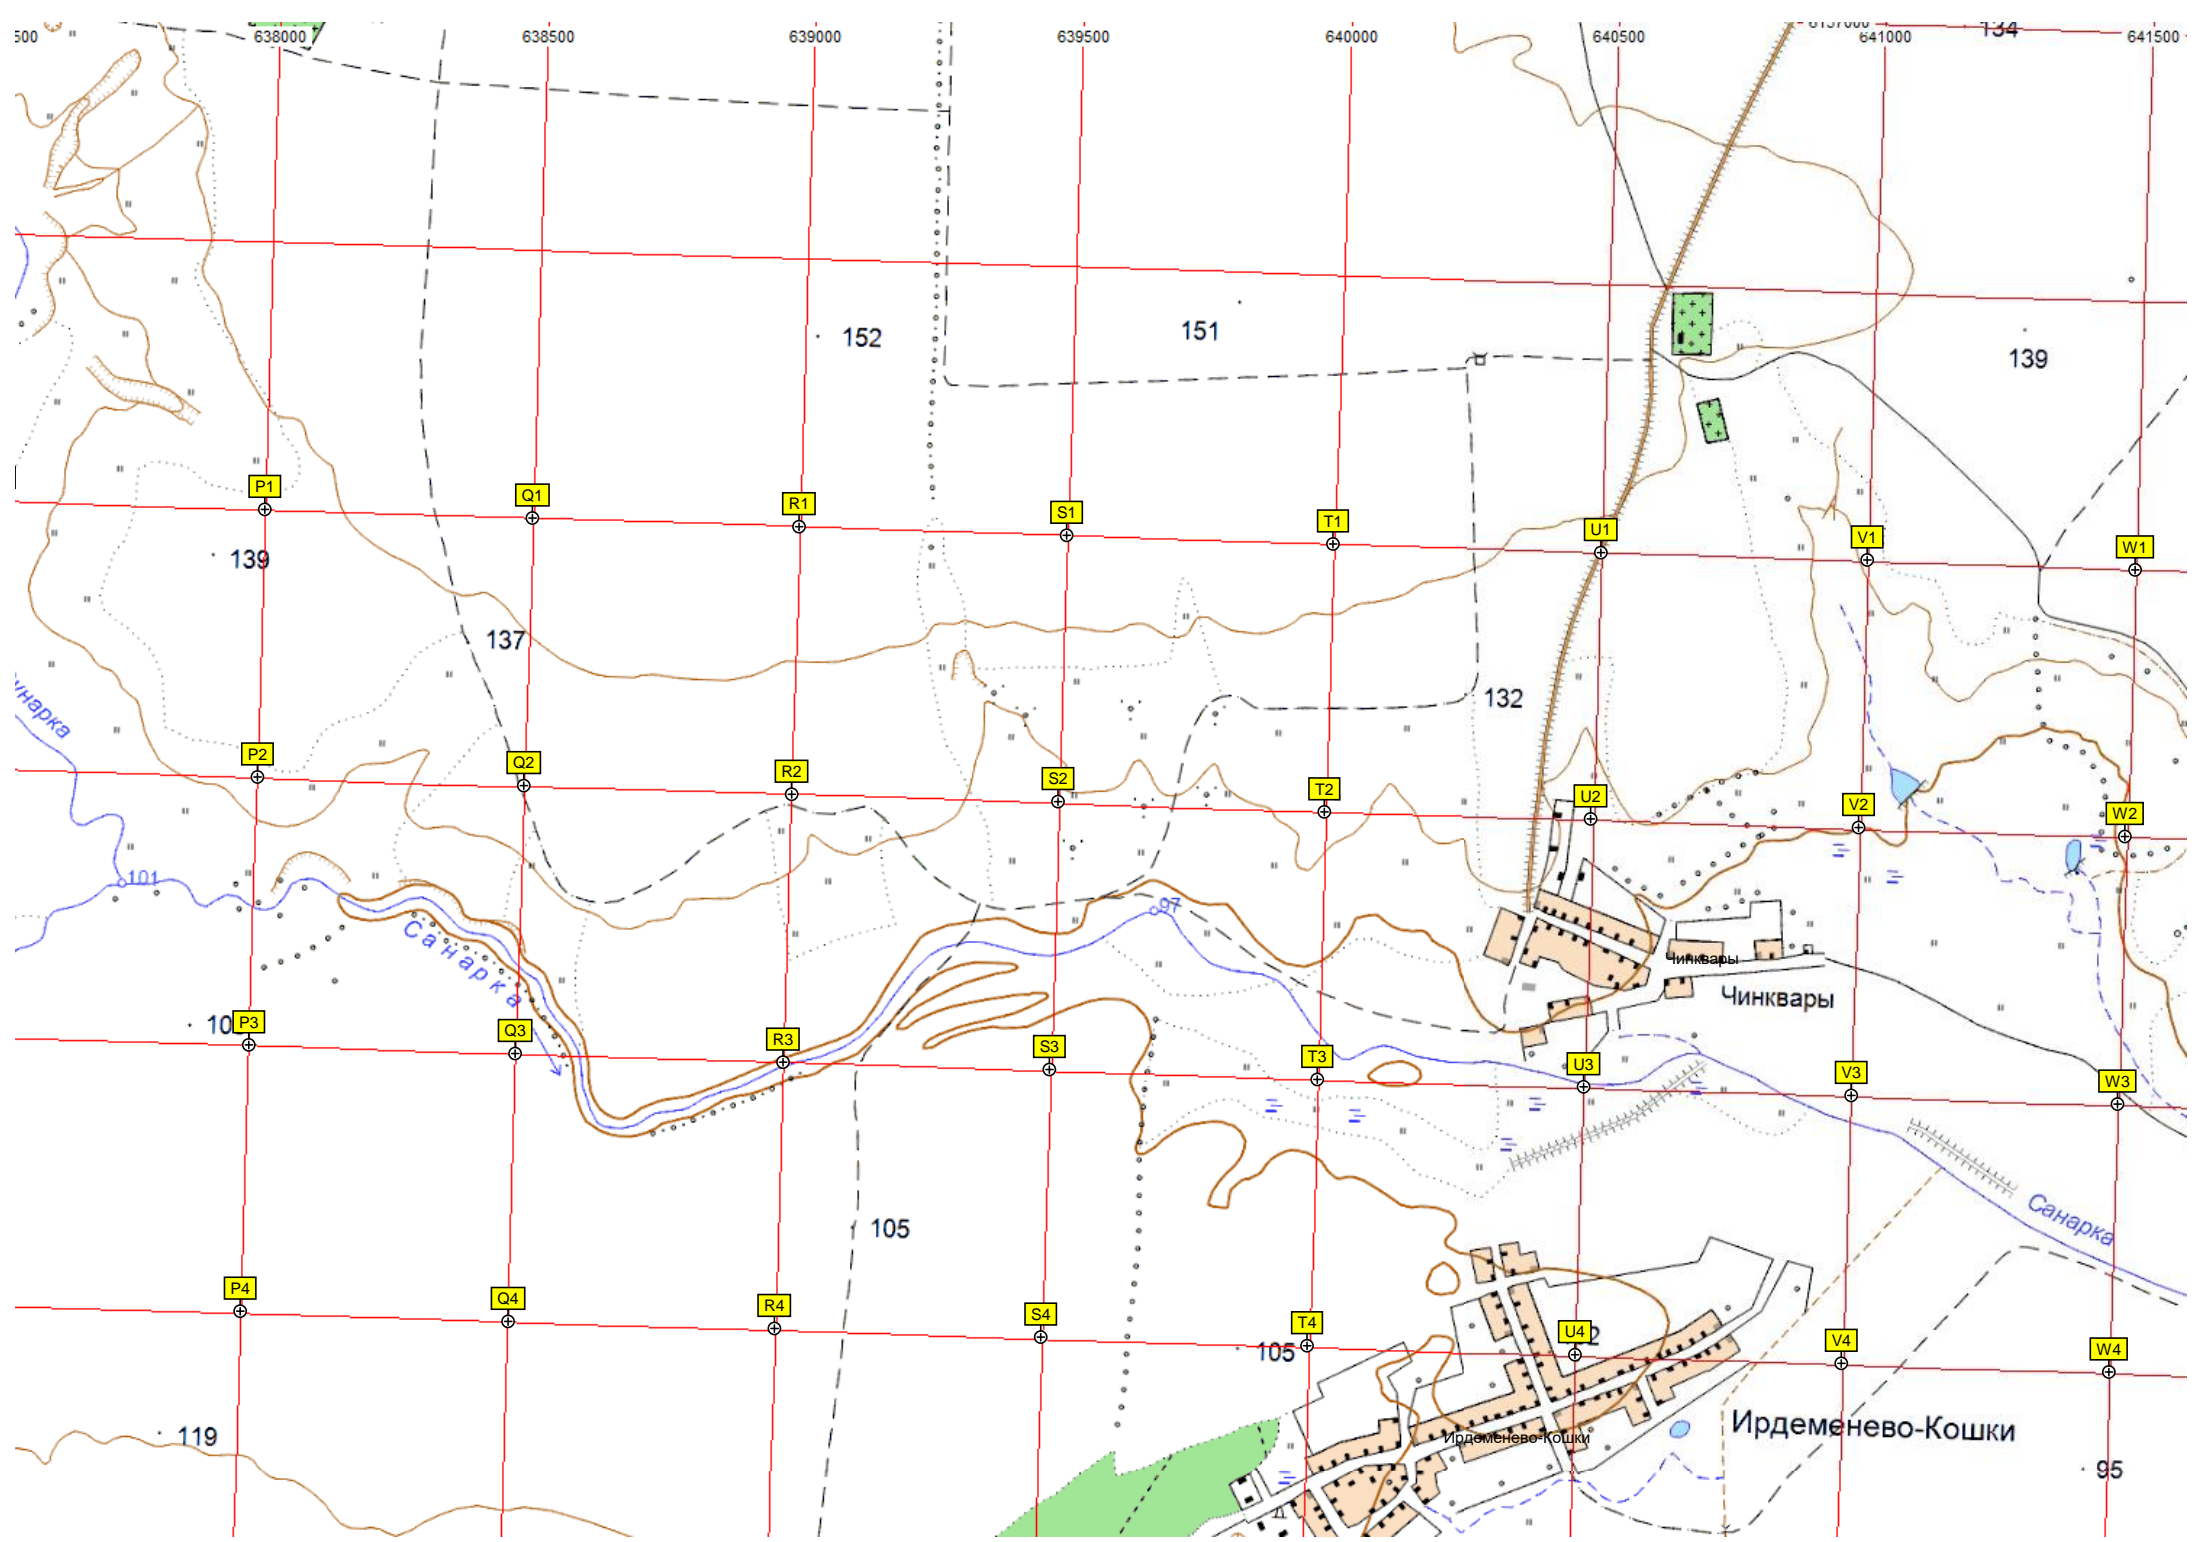 500 638000 638500 639000 639500 640000 640500 6157000 641000 134 641500
152 151 139
P1 Q1 R1 S1 T1 U1 V1 W1
139
137
132
P2 Q2 R2 S2 T2 U2 V2 W2
101
97
Санарка
Чинквары
Чинквары
P3 Q3 R3 S3 T3 U3 V3 W3
105
Санарка
P4 Q4 R4 S4 T4 U4 V4 W4
105
119
Ирдеменево-Кошки
Ирдеменево-Кошки
95